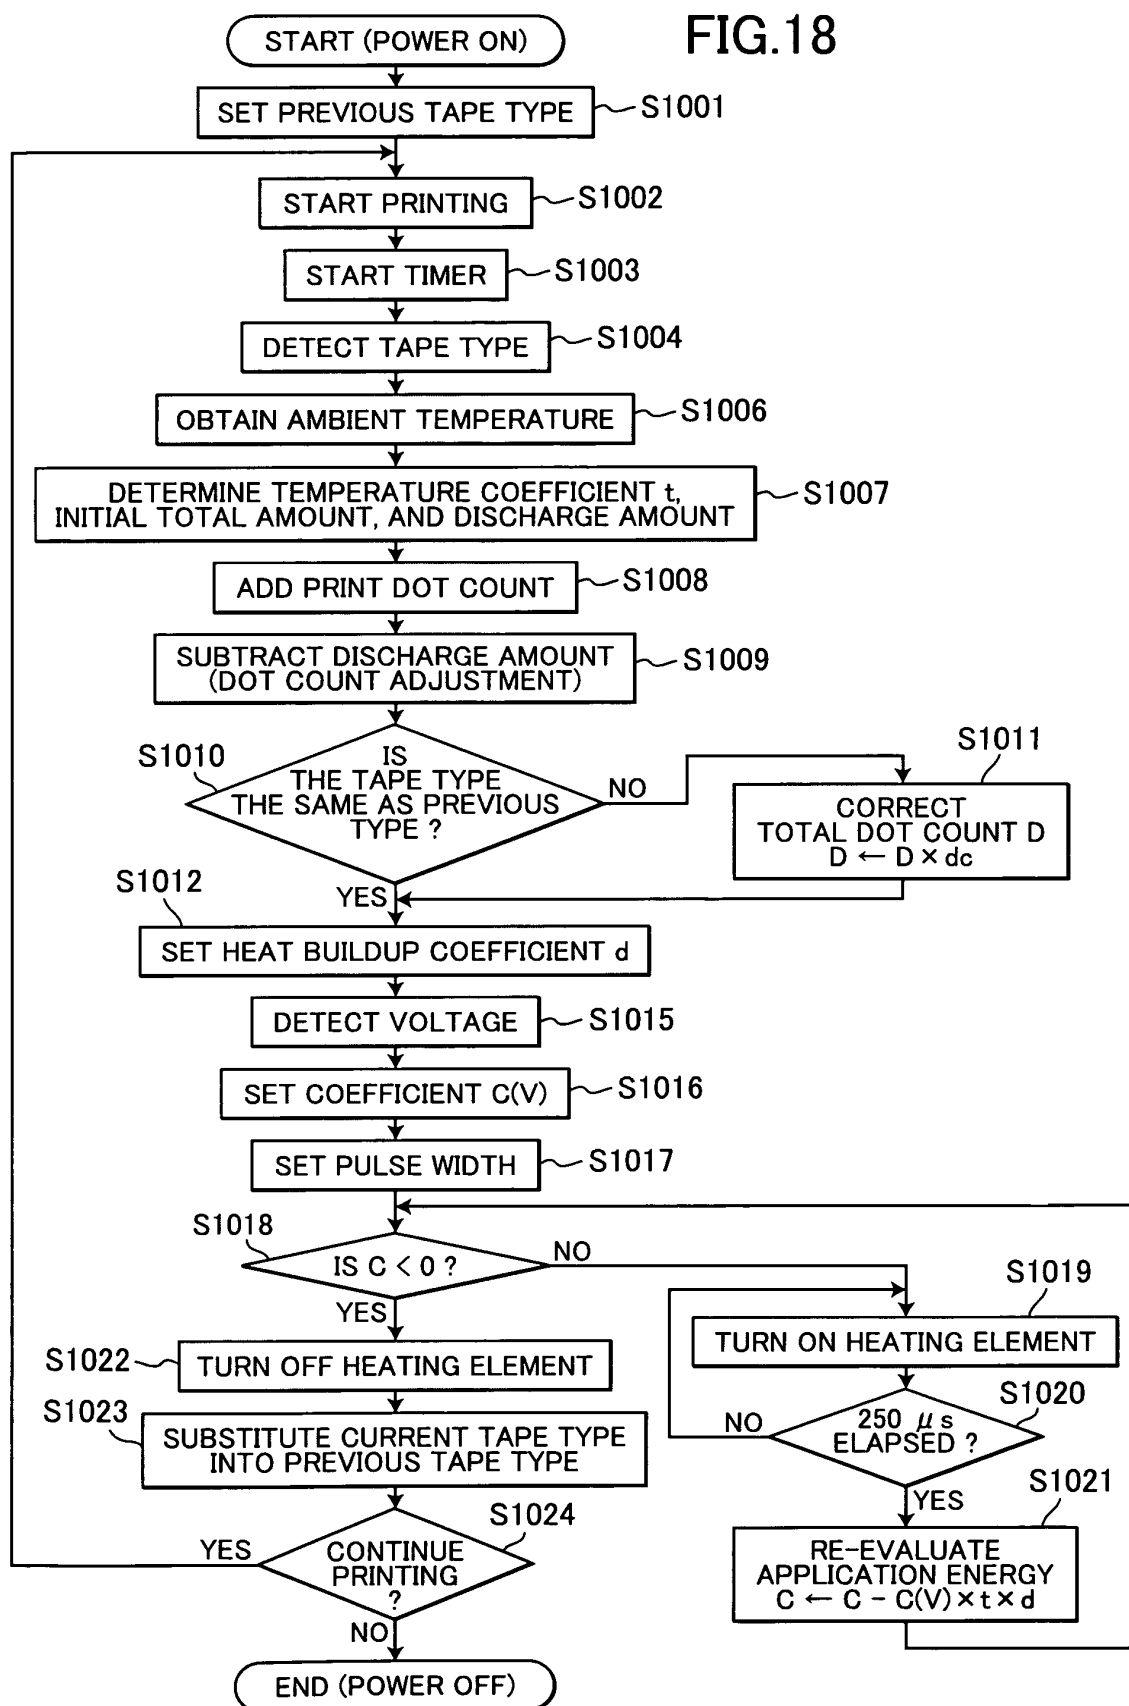 FIG.18
START (POWER ON)
SET PREVIOUS TAPE TYPE
S1001
START PRINTING
S1002
START TIMER
S1003
DETECT TAPE TYPE
S1004
OBTAIN AMBIENT TEMPERATURE
S1006
DETERMINE TEMPERATURE COEFFICIENT t,
INITIAL TOTAL AMOUNT, AND DISCHARGE AMOUNT
S1007
ADD PRINT DOT COUNT
S1008
SUBTRACT DISCHARGE AMOUNT
(DOT COUNT ADJUSTMENT)
S1009
S1010
IS
THE TAPE TYPE
THE SAME AS PREVIOUS
TYPE ?
NO
S1011
CORRECT
TOTAL DOT COUNT D
D ← D × dc
YES
S1012
SET HEAT BUILDUP COEFFICIENT d
DETECT VOLTAGE
S1015
SET COEFFICIENT C(V)
S1016
SET PULSE WIDTH
S1017
S1018
IS C < 0 ?
NO
YES
S1019
TURN ON HEATING ELEMENT
S1020
250 μs
ELAPSED ?
NO
YES
S1021
RE-EVALUATE
APPLICATION ENERGY
C ← C - C(V) × t × d
S1022
TURN OFF HEATING ELEMENT
S1023
SUBSTITUTE CURRENT TAPE TYPE
INTO PREVIOUS TAPE TYPE
S1024
CONTINUE
PRINTING
?
YES
NO
END (POWER OFF)